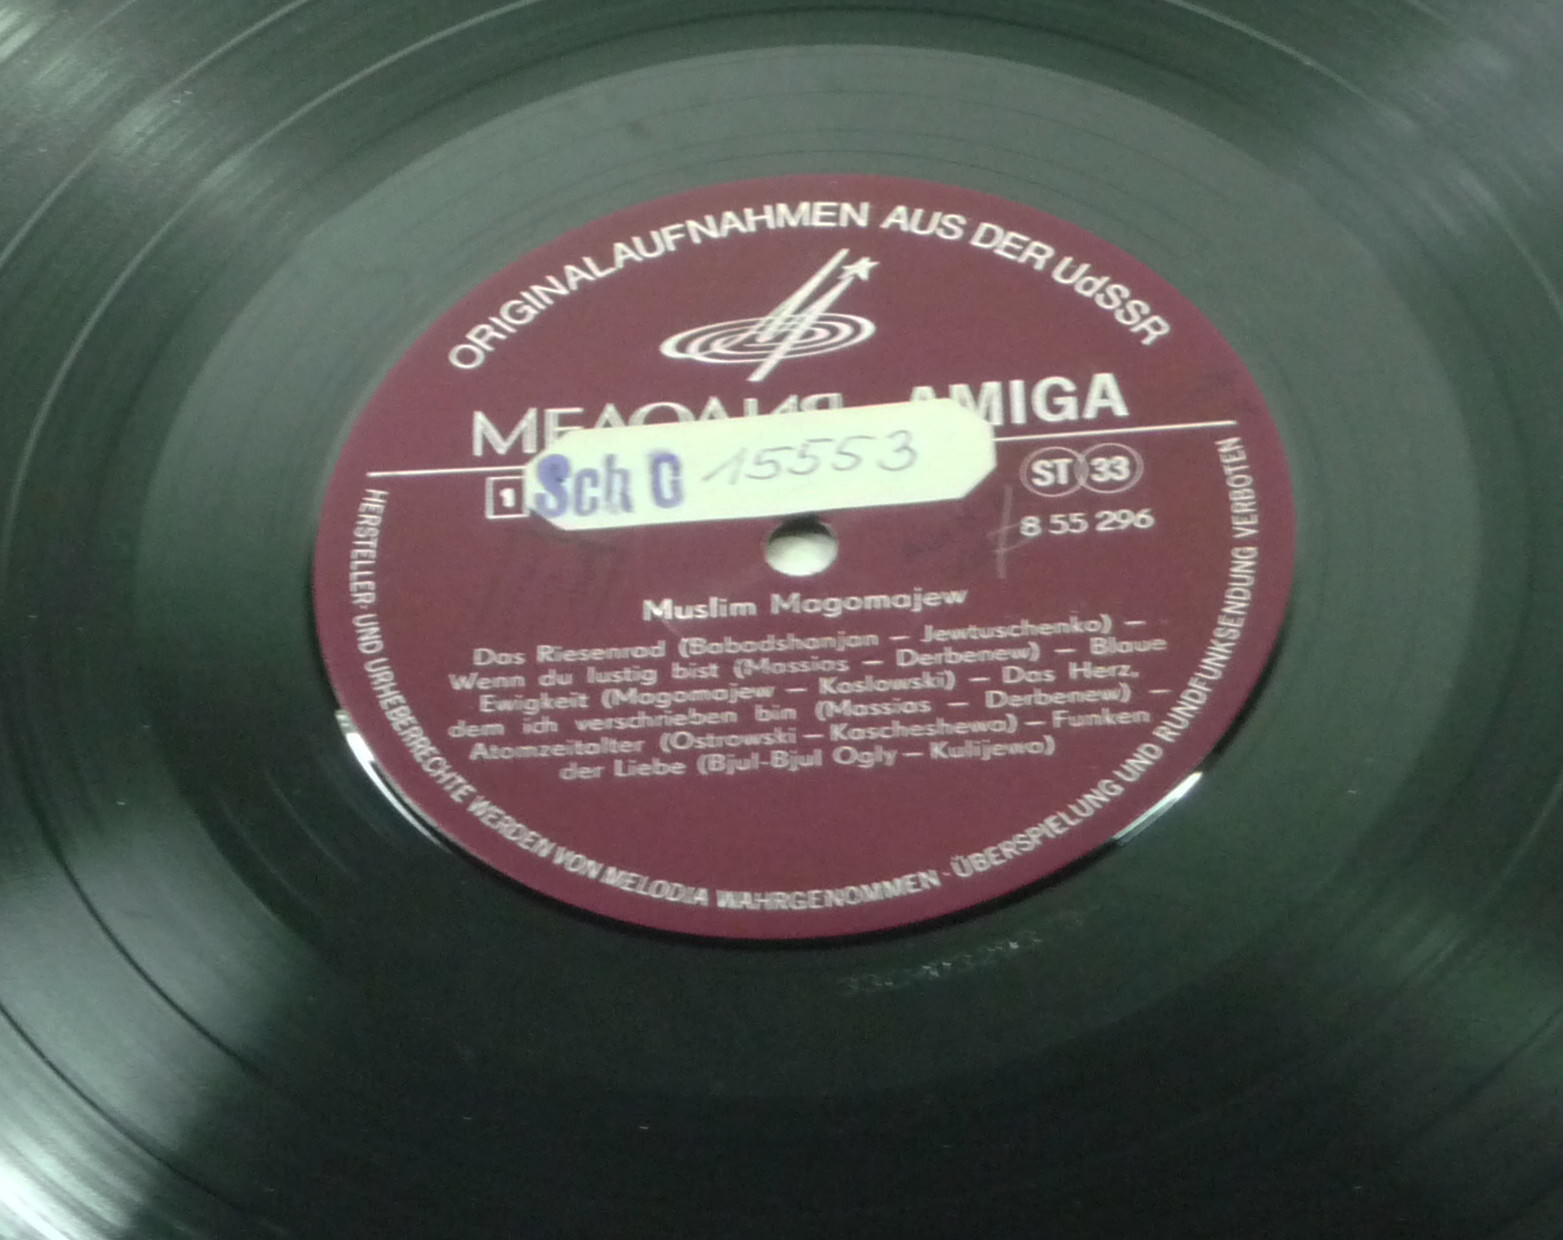 ORIGINALAUFNAHMEN AUS DER UdSSR
МЕЛОДИЯ AMIGA
Sch C 15553
1
ST 33
8 55 296
Muslim Magomajew
Das Riesenrad (Babadshanjan — Jewtuschenko) —
Wenn du lustig bist (Massias — Derbenew) — Blaue
Ewigkeit (Magomajew — Koslowski) — Das Herz,
dem ich verschrieben bin (Massias — Derbenew) —
Atomzeitalter (Ostrowski — Kascheshewa) — Funken
der Liebe (Bjul-Bjul Ogly — Kulijewa)
HERSTELLER- UND URHEBERRECHTE WERDEN VON MELODIA WAHRGENOMMEN · ÜBERSPIELUNG UND RUNDFUNKSENDUNG VERBOTEN